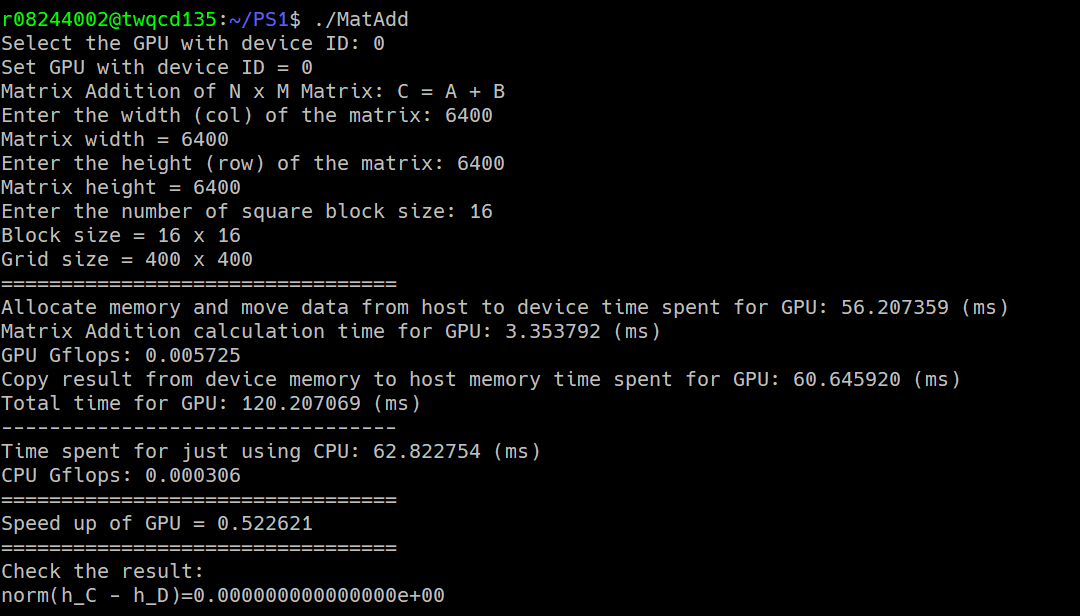 r08244002@twqcd135:~/PS1$ ./MatAdd
Select the GPU with device ID: 0
Set GPU with device ID = 0
Matrix Addition of N x M Matrix: C = A + B
Enter the width (col) of the matrix: 6400
Matrix width = 6400
Enter the height (row) of the matrix: 6400
Matrix height = 6400
Enter the number of square block size: 16
Block size = 16 x 16
Grid size = 400 x 400
=================================
Allocate memory and move data from host to device time spent for GPU: 56.207359 (ms)
Matrix Addition calculation time for GPU: 3.353792 (ms)
GPU Gflops: 0.005725
Copy result from device memory to host memory time spent for GPU: 60.645920 (ms)
Total time for GPU: 120.207069 (ms)
---------------------------------
Time spent for just using CPU: 62.822754 (ms)
CPU Gflops: 0.000306
=================================
Speed up of GPU = 0.522621
=================================
Check the result:
norm(h_C - h_D)=0.000000000000000e+00